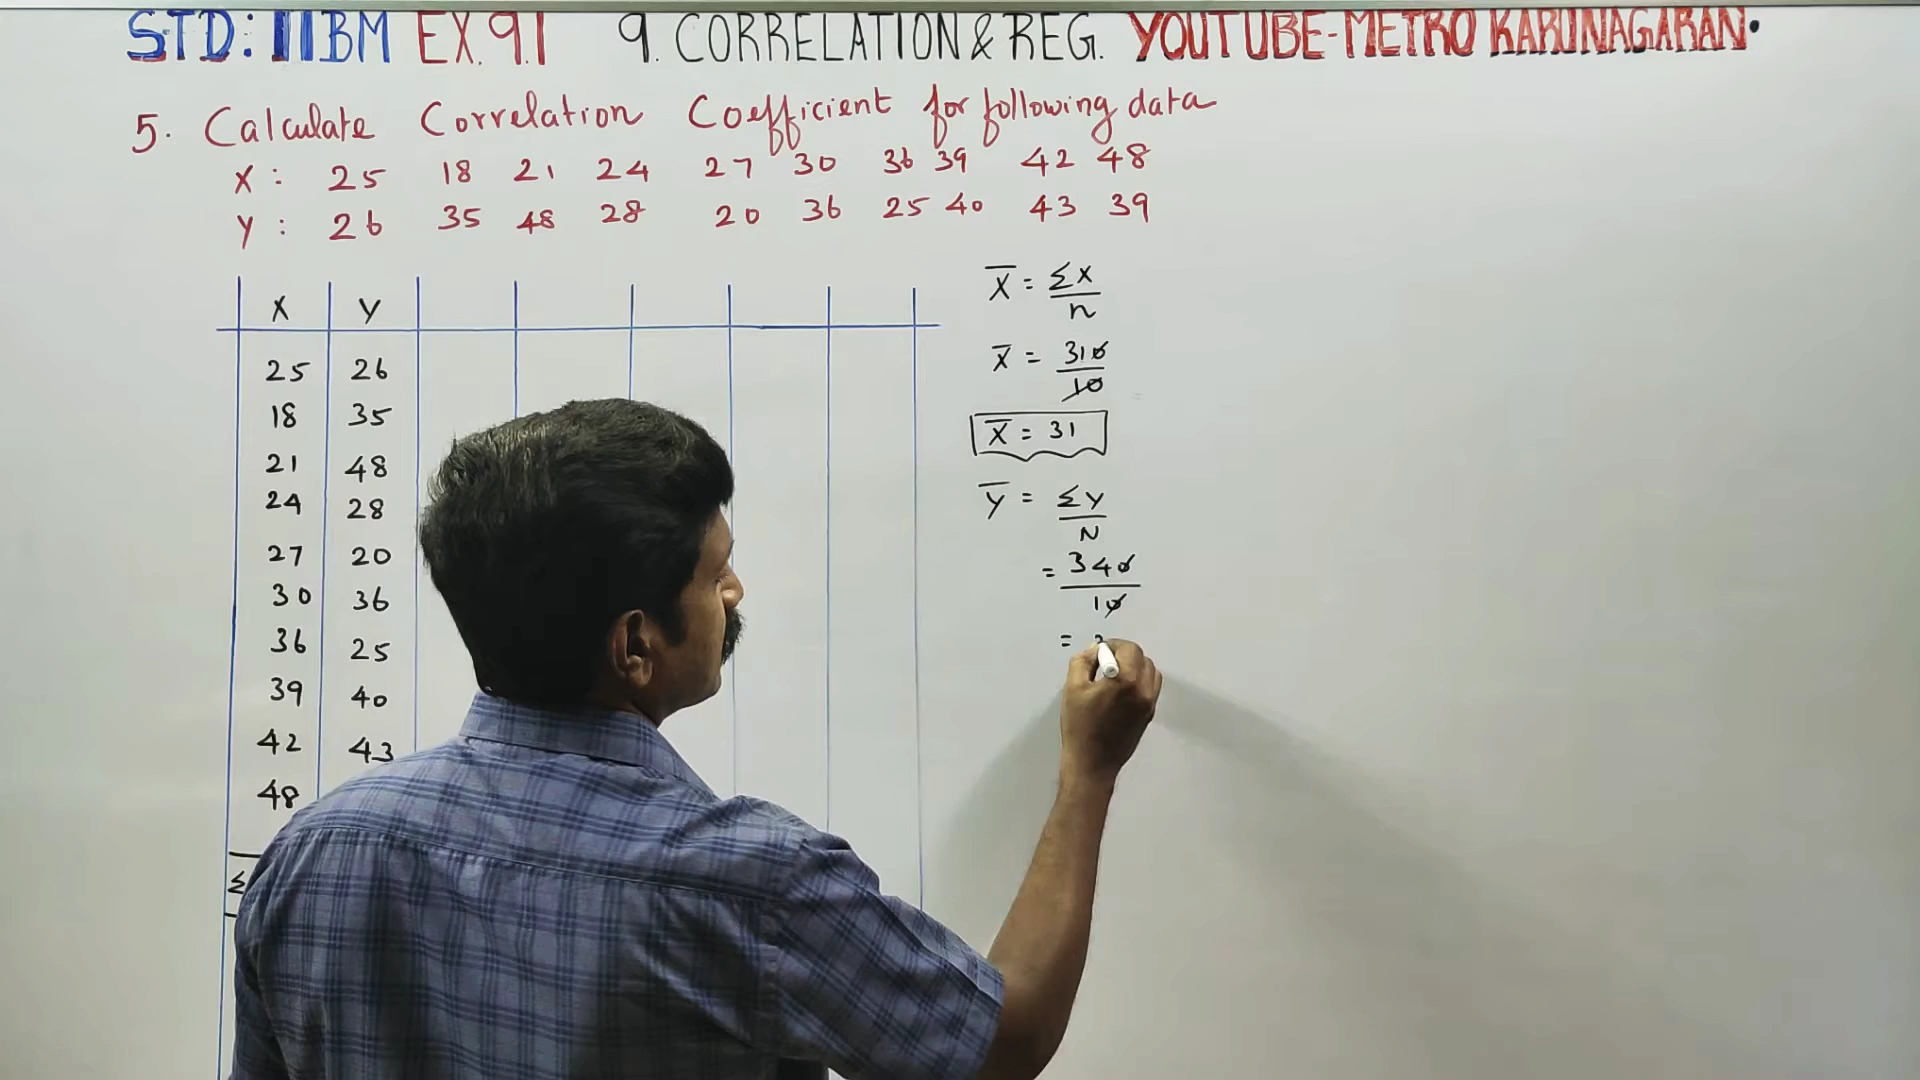 STD: 11BM EX.9.1 9. CORRELATION & REG. YOUTUBE-METRO KARUNAGARAN.
5. Calculate Correlation Coefficient for following data
X: 25 18 21 24 27 30 36 39 42 48
Y: 26 35 48 28 20 36 25 40 43 39
X Y
25 26
18 35
21 48
24 28
27 20
30 36
36 25
39 40
42 43
48
Σ
X̅ = ΣX
n
X̅ = 310
10
X̅ = 31
Y̅ = ΣY
N
= 340
10
=